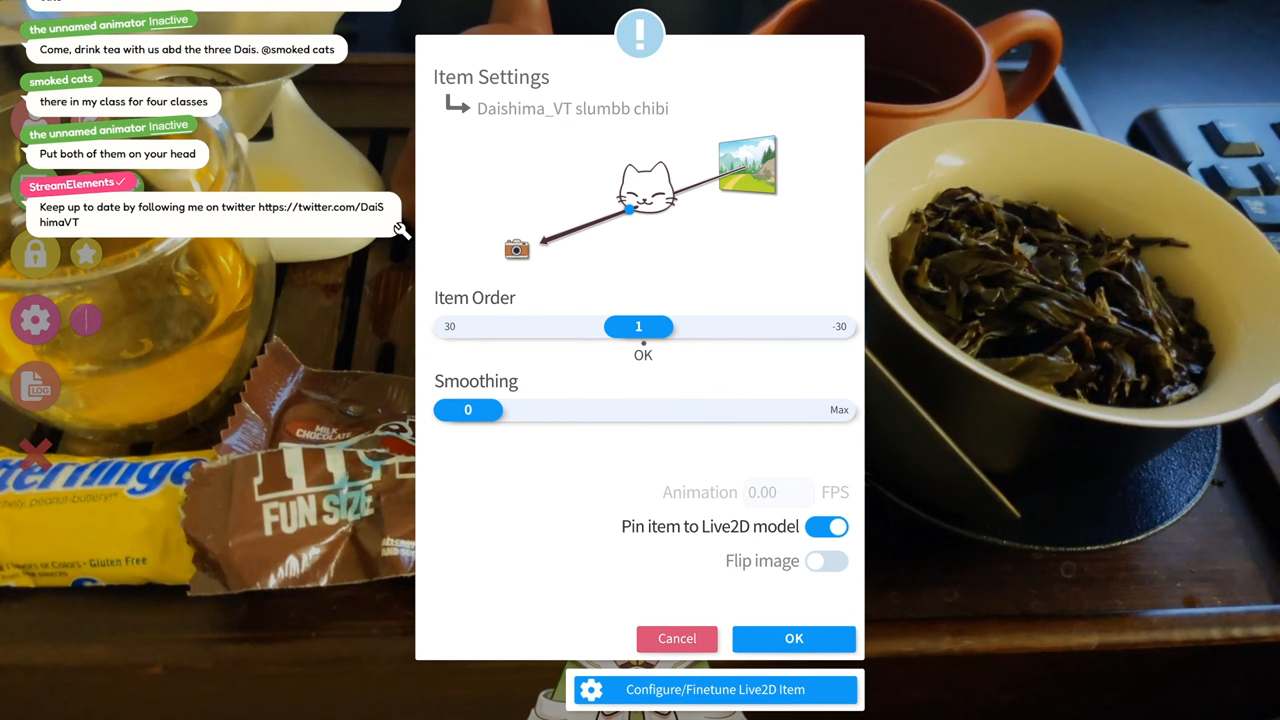 the unnamed animator Inactive
Come, drink tea with us abd the three Dais. @smoked cats
smoked cats
there in my class for four classes
the unnamed animator Inactive
Put both of them on your head
StreamElements
Keep up to date by following me on twitter https://twitter.com/DaiS
himaVT
LOG
MILK
CHOCOLATE
FUN SIZE
Gluten Free
Item Settings
Daishima_VT slumbb chibi
Item Order
30
1
-30
OK
Smoothing
0
Max
Animation 0.00 FPS
Pin item to Live2D model
Flip image
Cancel
OK
Configure/Finetune Live2D Item